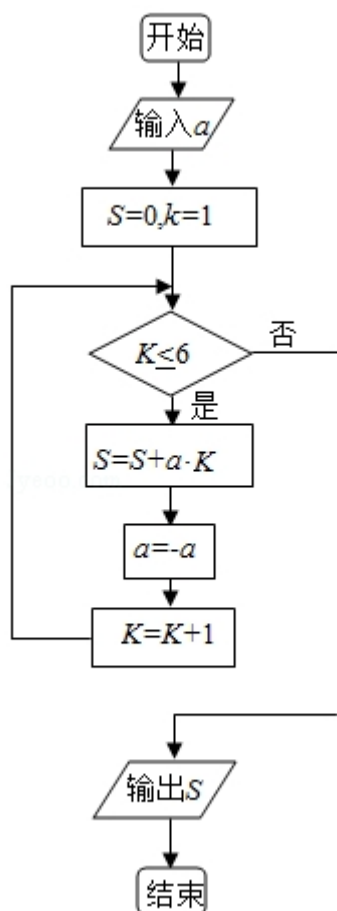 开始
输入a
S=0,k=1
K≤6
否
是
S=S+a·K
a=-a
K=K+1
输出S
结束